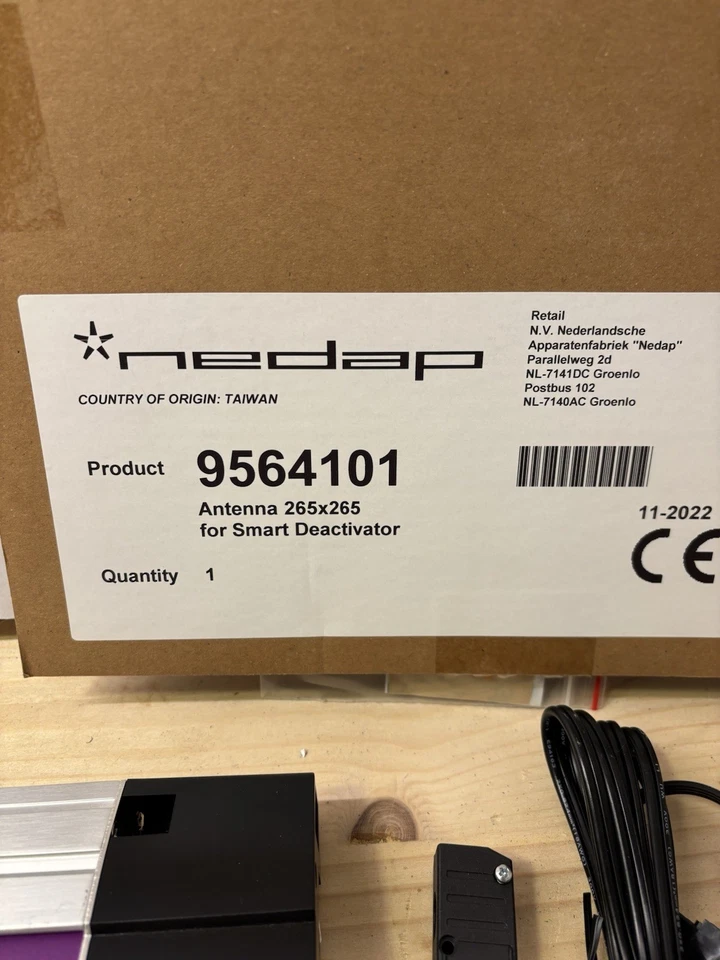 nedap
COUNTRY OF ORIGIN: TAIWAN
Retail
N.V. Nederlandsche
Apparatenfabriek "Nedap"
Parallelweg 2d
NL-7141DC Groenlo
Postbus 102
NL-7140AC Groenlo
Product 9564101
Antenna 265x265
for Smart Deactivator
11-2022
CE
Quantity 1